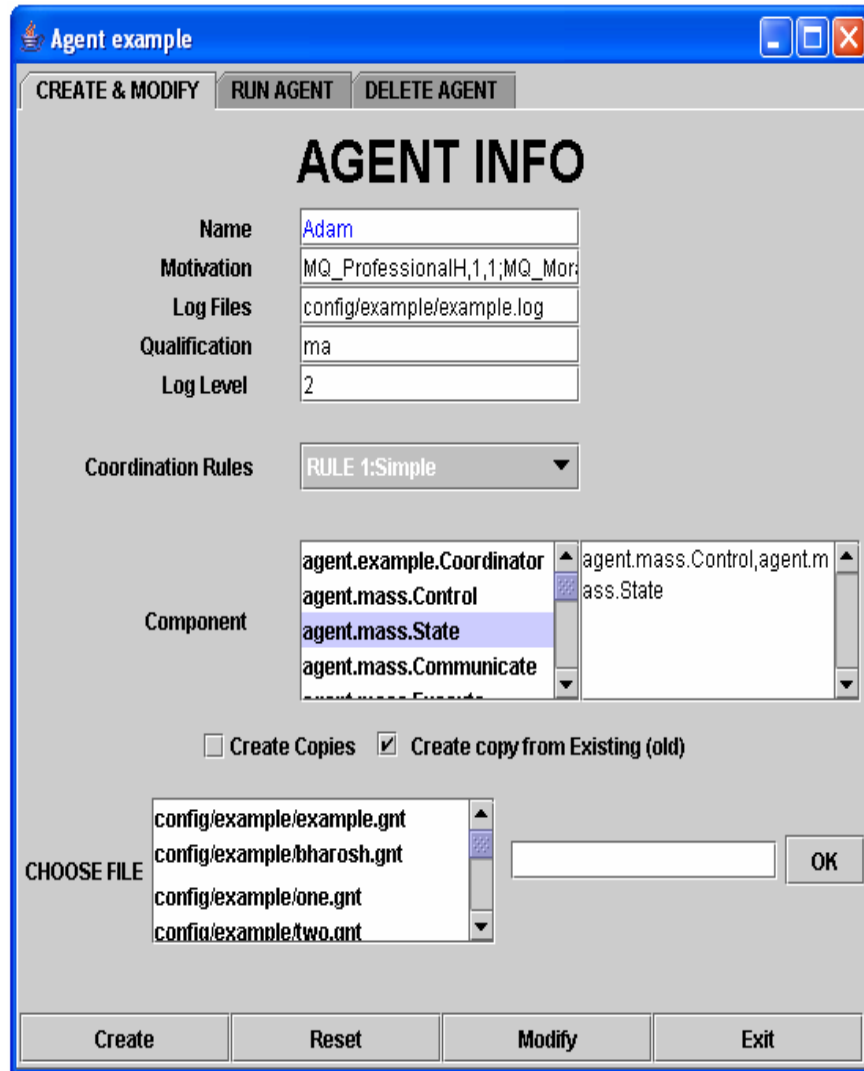 Agent example
CREATE & MODIFY RUN AGENT DELETE AGENT
AGENT INFO
Name Adam
Motivation MQ_ProfessionalH,1,1;MQ_Mor
Log Files config/example/example.log
Qualification ma
Log Level 2
Coordination Rules RULE 1:Simple
Component
agent.example.Coordinator
agent.mass.Control
agent.mass.State
agent.mass.Communicate
agent.mass.Execute
agent.mass.Control,agent.m
ass.State
Create Copies Create copy from Existing (old)
CHOOSE FILE
config/example/example.gnt
config/example/bharosh.gnt
config/example/one.gnt
config/example/two.gnt
OK
Create Reset Modify Exit